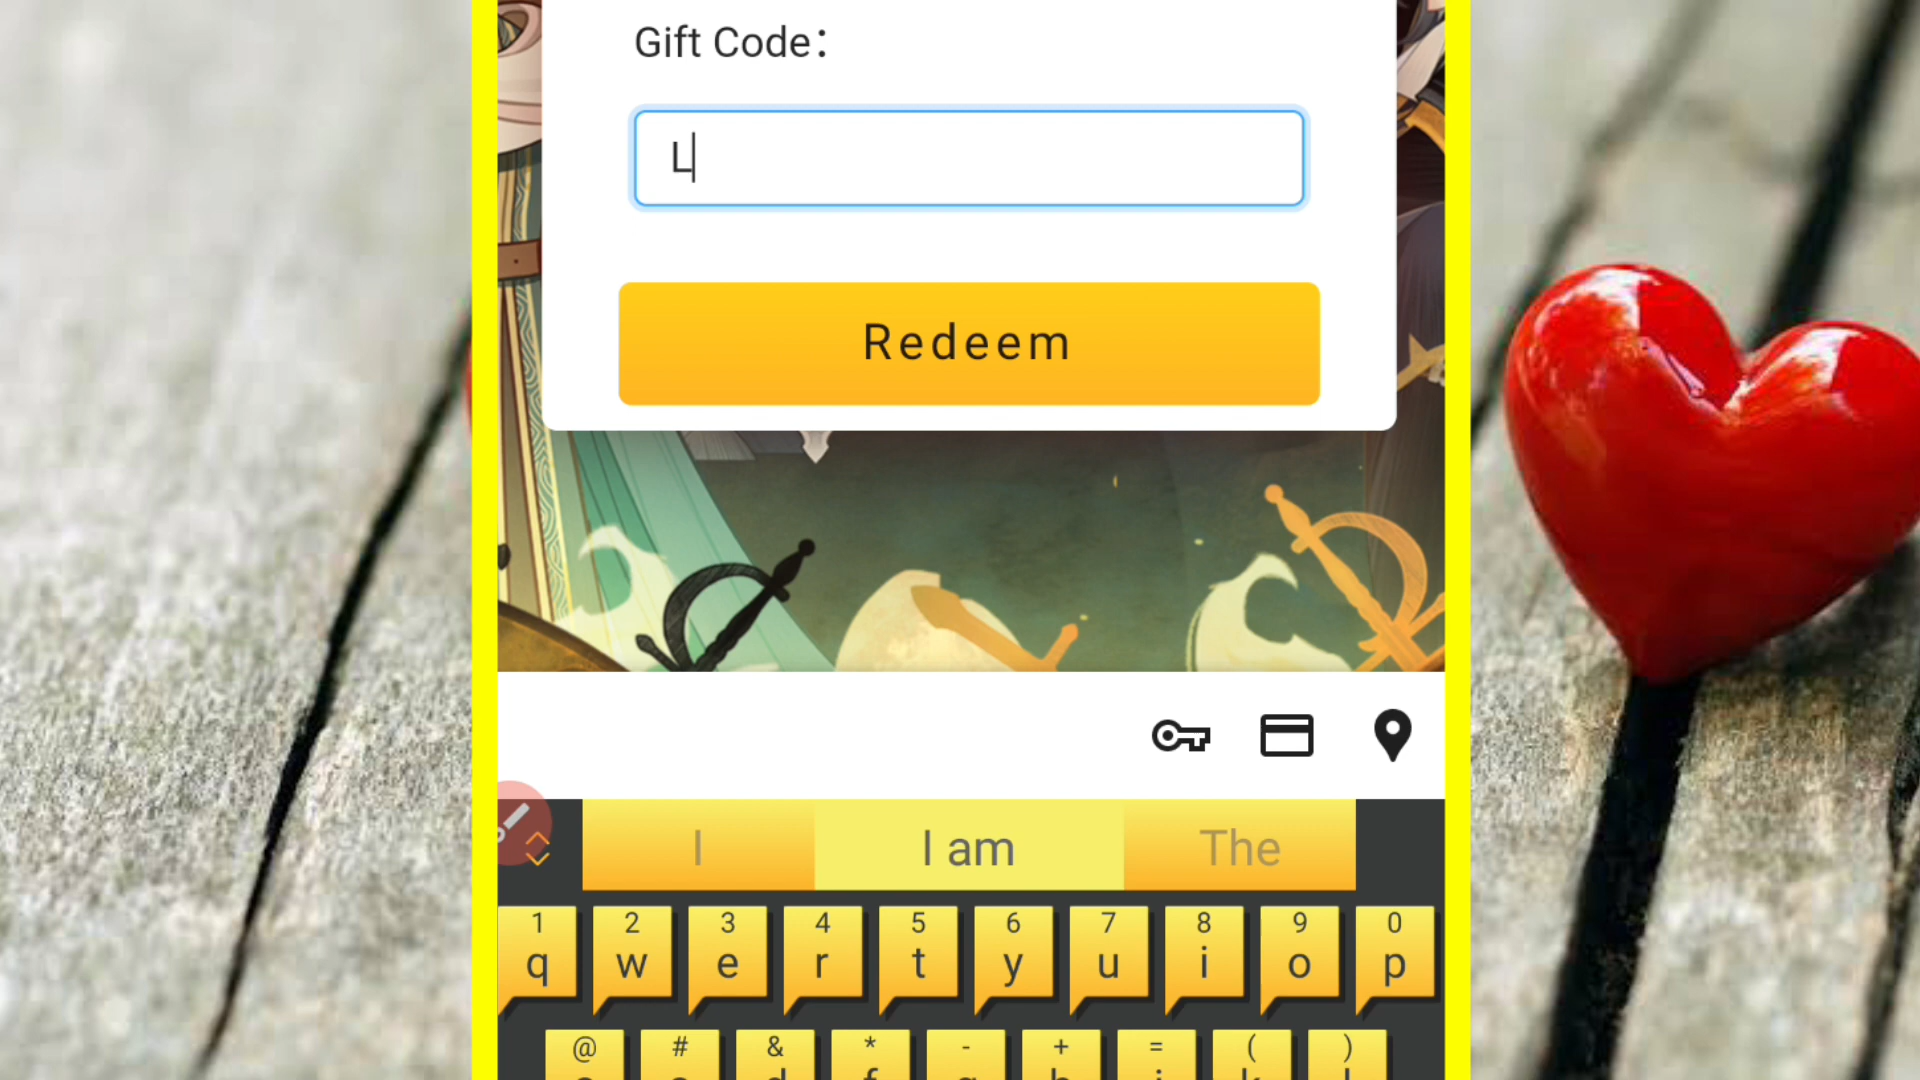 Gift Code:
L
Redeem
I I am The
1 2 3 4 5 6 7 8 9 0
q w e r t y u i o p
@ # & * - + = ( )